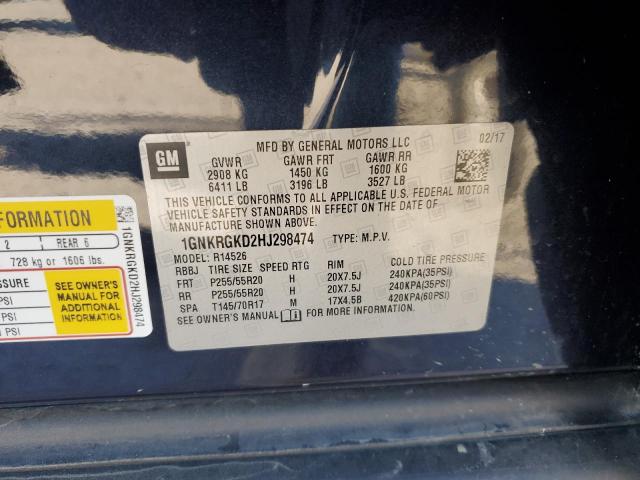 GM
MFD BY GENERAL MOTORS LLC 02/17
GVWR GAWR FRT GAWR RR
2908 KG 1450 KG 1600 KG
6411 LB 3196 LB 3527 LB
THIS VEHICLE CONFORMS TO ALL APPLICABLE U.S. FEDERAL MOTOR
VEHICLE SAFETY STANDARDS IN EFFECT ON THE DATE OF
MANUFACTURE SHOWN ABOVE.
1GNKRGKD2HJ298474 TYPE: M.P.V.
MODEL: R14526
RBBJ TIRE SIZE SPEED RTG RIM COLD TIRE PRESSURE
FRT P255/55R20 H 20X7.5J 240KPA(35PSI)
RR P255/55R20 H 20X7.5J 240KPA(35PSI)
SPA T145/70R17 M 17X4.5B 420KPA(60PSI)
SEE OWNER'S MANUAL FOR MORE INFORMATION.
FORMATION
2 REAR 6
728 kg or 1606 lbs.
SEE OWNER'S
MANUAL FOR
ADDITIONAL
INFORMATION
PSI
PSI
PSI
1GNKRGKD2HJ298474